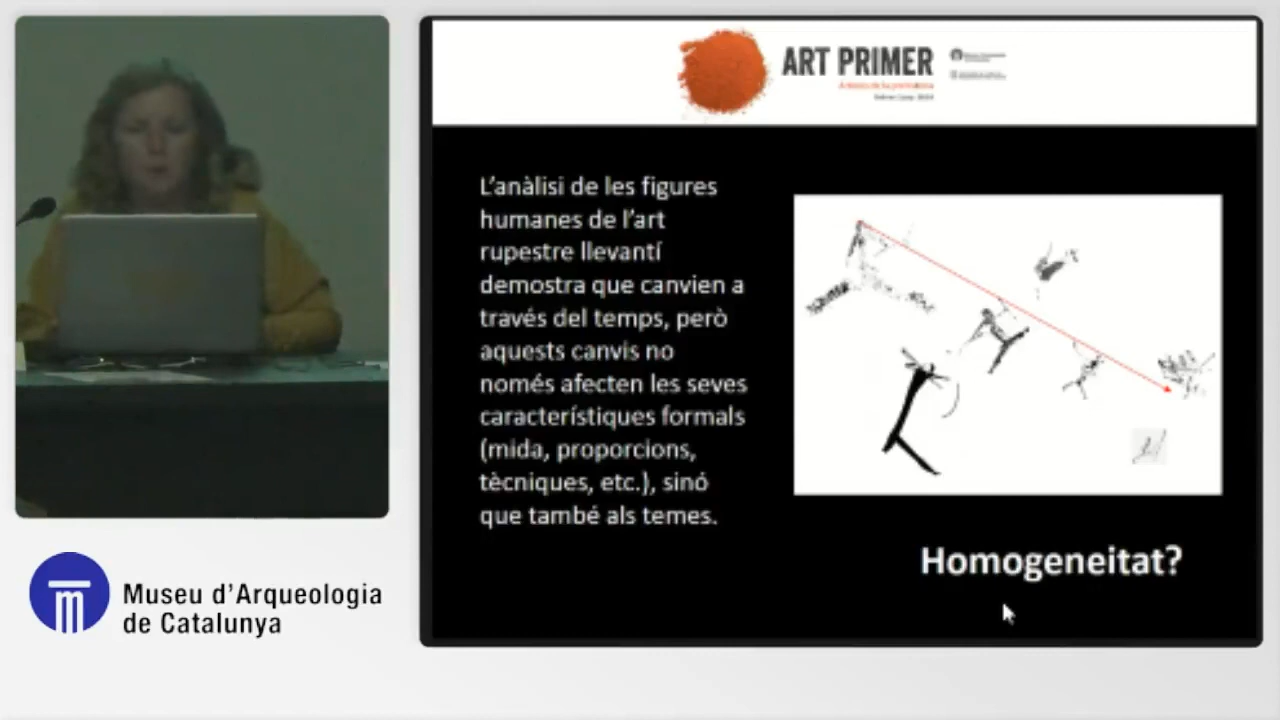 ART PRIMER
L'anàlisi de les figures
humanes de l'art
rupestre llevantí
demostra que canvien a
través del temps, però
aquests canvis no
només afecten les seves
característiques formals
(mida, proporcions,
tècniques, etc.), sinó
que també als temes.
Homogeneitat?
Museu d'Arqueologia
de Catalunya